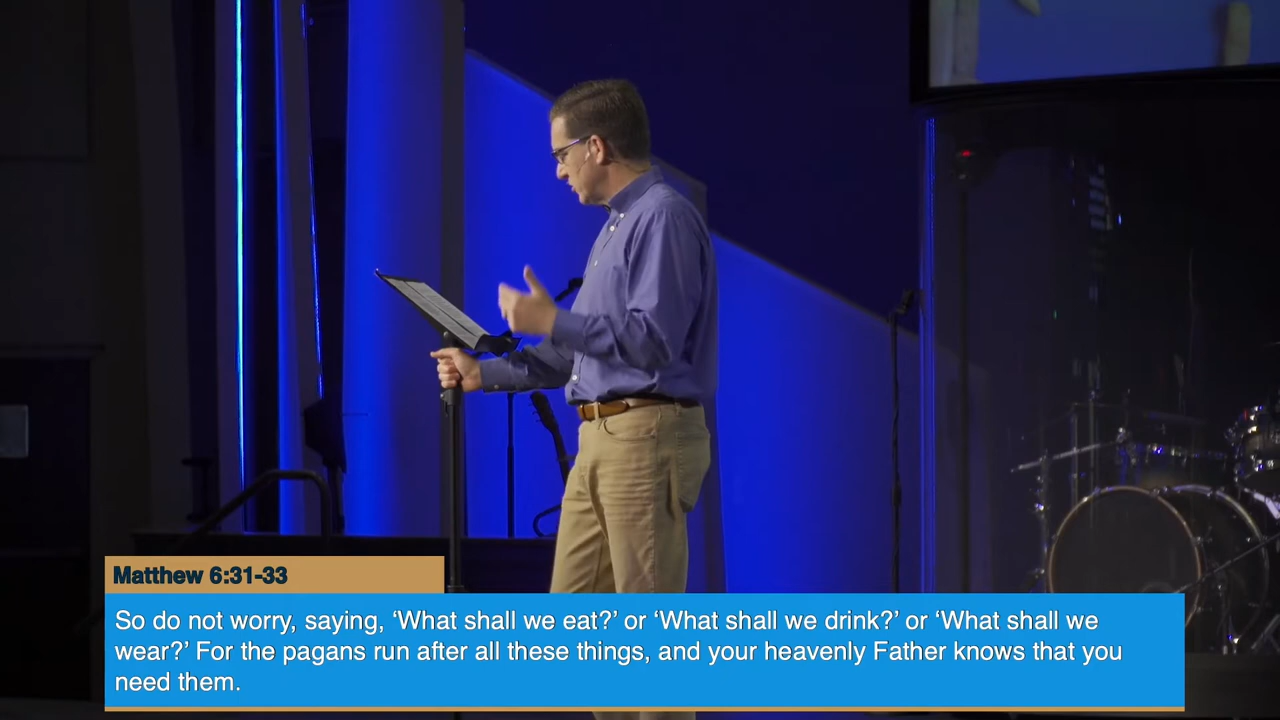 Matthew 6:31-33
So do not worry, saying, ‘What shall we eat?’ or ‘What shall we drink?’ or ‘What shall we
wear?’ For the pagans run after all these things, and your heavenly Father knows that you
need them.